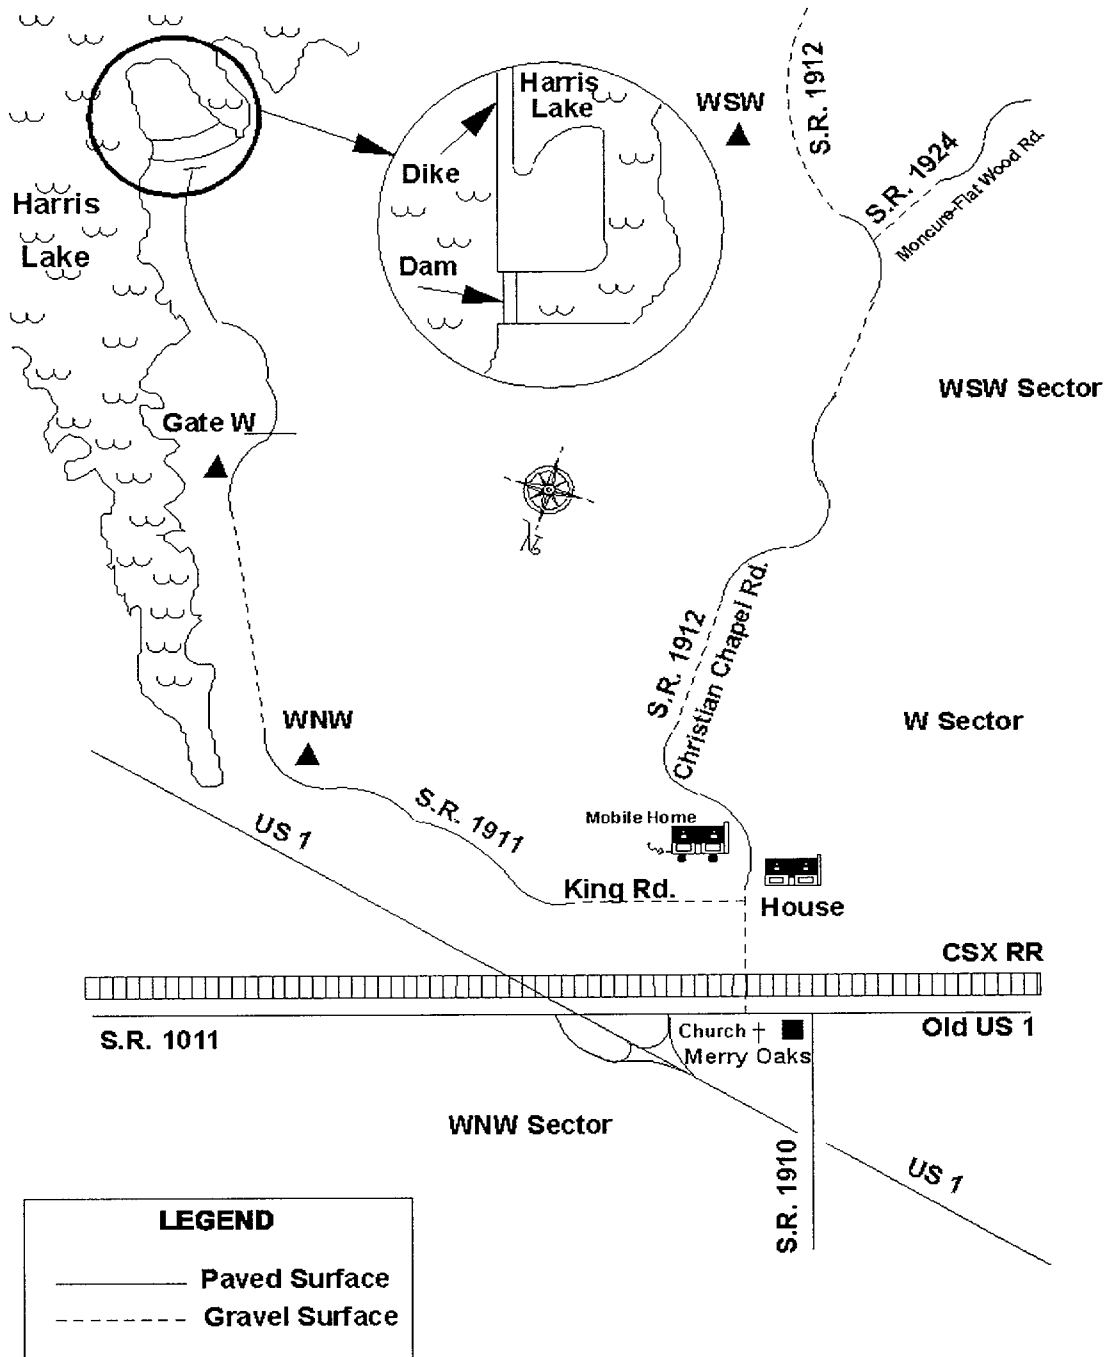 S.R. 1912
Harris
Lake
WSW
S.R. 1924
Moncure-Flat Wood Rd.
Dike
Harris
Lake
Dam
WSW Sector
Gate W
N
S.R. 1912
Christian Chapel Rd.
WNW
W Sector
US 1
S.R. 1911
Mobile Home
King Rd.
House
CSX RR
S.R. 1011
Church
Old US 1
Merry Oaks
WNW Sector
S.R. 1910
US 1
LEGEND
Paved Surface
Gravel Surface